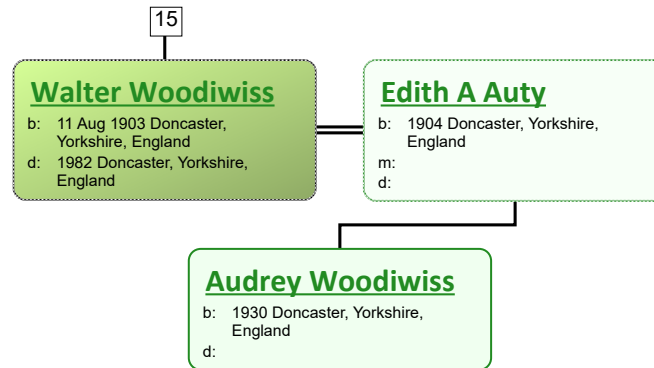 15
Walter Woodiwiss
b: 11 Aug 1903 Doncaster,
Yorkshire, England
d: 1982 Doncaster, Yorkshire,
England
Edith A Auty
b: 1904 Doncaster, Yorkshire,
England
m:
d:
Audrey Woodiwiss
b: 1930 Doncaster, Yorkshire,
England
d: